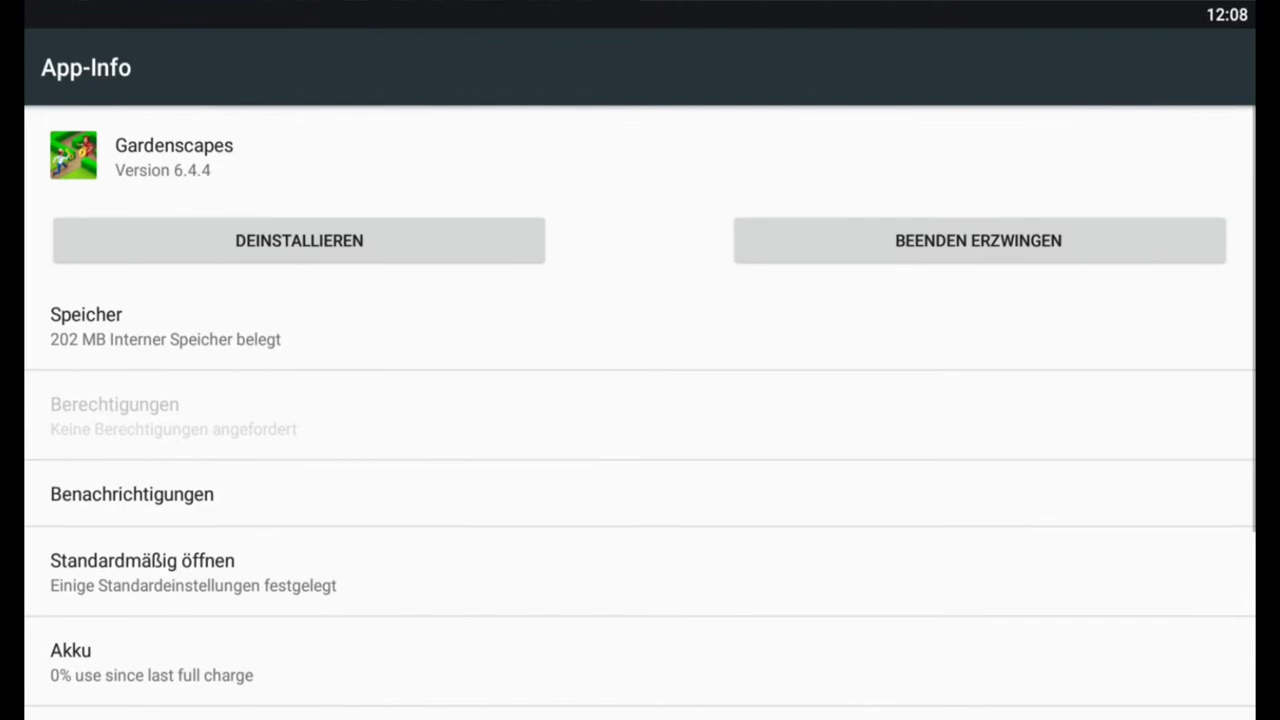 12:08
App-Info
Gardenscapes
Version 6.4.4
DEINSTALLIEREN
BEENDEN ERZWINGEN
Speicher
202 MB Interner Speicher belegt
Berechtigungen
Keine Berechtigungen angefordert
Benachrichtigungen
Standardmäßig öffnen
Einige Standardeinstellungen festgelegt
Akku
0% use since last full charge